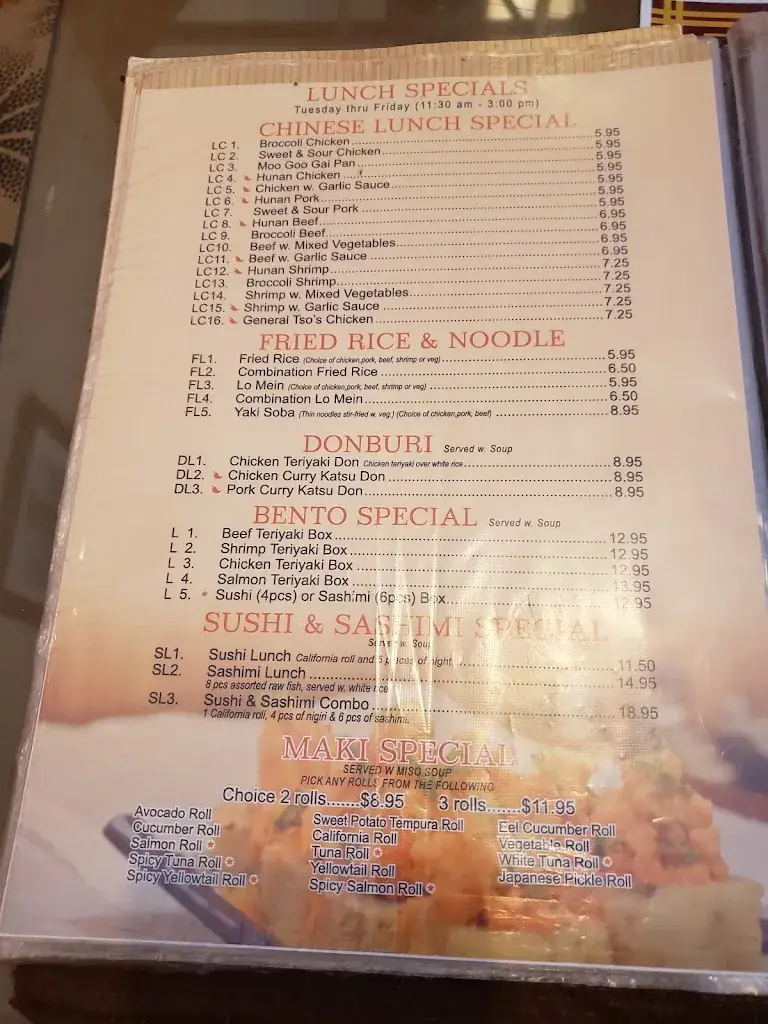 LUNCH SPECIALS
Tuesday thru Friday (11:30 am - 3:00 pm)
CHINESE LUNCH SPECIAL
LC 1. Broccoli Chicken 5.95
LC 2. Sweet & Sour Chicken 5.95
LC 3. Moo Goo Gai Pan 5.95
LC 4. Hunan Chicken 5.95
LC 5. Chicken w. Garlic Sauce 5.95
LC 6. Hunan Pork 5.95
LC 7. Sweet & Sour Pork 5.95
LC 8. Hunan Beef 6.95
LC 9. Broccoli Beef 6.95
LC10. Beef w. Mixed Vegetables 6.95
LC11. Beef w. Garlic Sauce 6.95
LC12. Hunan Shrimp 7.25
LC13. Broccoli Shrimp 7.25
LC14. Shrimp w. Mixed Vegetables 7.25
LC15. Shrimp w. Garlic Sauce 7.25
LC16. General Tso's Chicken 7.25
FRIED RICE & NOODLE
FL1. Fried Rice (Choice of chicken,pork, beef, shrimp or veg) 5.95
FL2. Combination Fried Rice 6.50
FL3. Lo Mein (Choice of chicken,pork, beef, shrimp or veg) 5.95
FL4. Combination Lo Mein 6.50
FL5. Yaki Soba (Thin noodles stir-fried w. veg.) (Choice of chicken,pork, beef) 8.95
DONBURI Served w. Soup
DL1. Chicken Teriyaki Don Chicken teriyaki over white rice 8.95
DL2. Chicken Curry Katsu Don 8.95
DL3. Pork Curry Katsu Don 8.95
BENTO SPECIAL Served w. Soup
L 1. Beef Teriyaki Box 12.95
L 2. Shrimp Teriyaki Box 12.95
L 3. Chicken Teriyaki Box 12.95
L 4. Salmon Teriyaki Box 13.95
L 5. * Sushi (4pcs) or Sashimi (6pcs) Box 12.95
SUSHI & SASHIMI SPECIAL
Serve w. Soup
SL1. Sushi Lunch California roll and 5 pieces of night 11.50
SL2. Sashimi Lunch 14.95
8 pcs assorted raw fish, served w. white rice
SL3. Sushi & Sashimi Combo 18.95
1 California roll, 4 pcs of nigiri & 6 pcs of sashimi.
MAKI SPECIAL
SERVED W MISO SOUP
PICK ANY ROLLS FROM THE FOLLOWING
Choice 2 rolls.......$8.95 3 rolls.......$11.95
Avocado Roll
Cucumber Roll
Salmon Roll *
Spicy Tuna Roll *
Spicy Yellowtail Roll *
Sweet Potato Tempura Roll
California Roll
Tuna Roll *
Yellowtail Roll
Spicy Salmon Roll *
Eel Cucumber Roll
Vegetable Roll
White Tuna Roll *
Japanese Pickle Roll